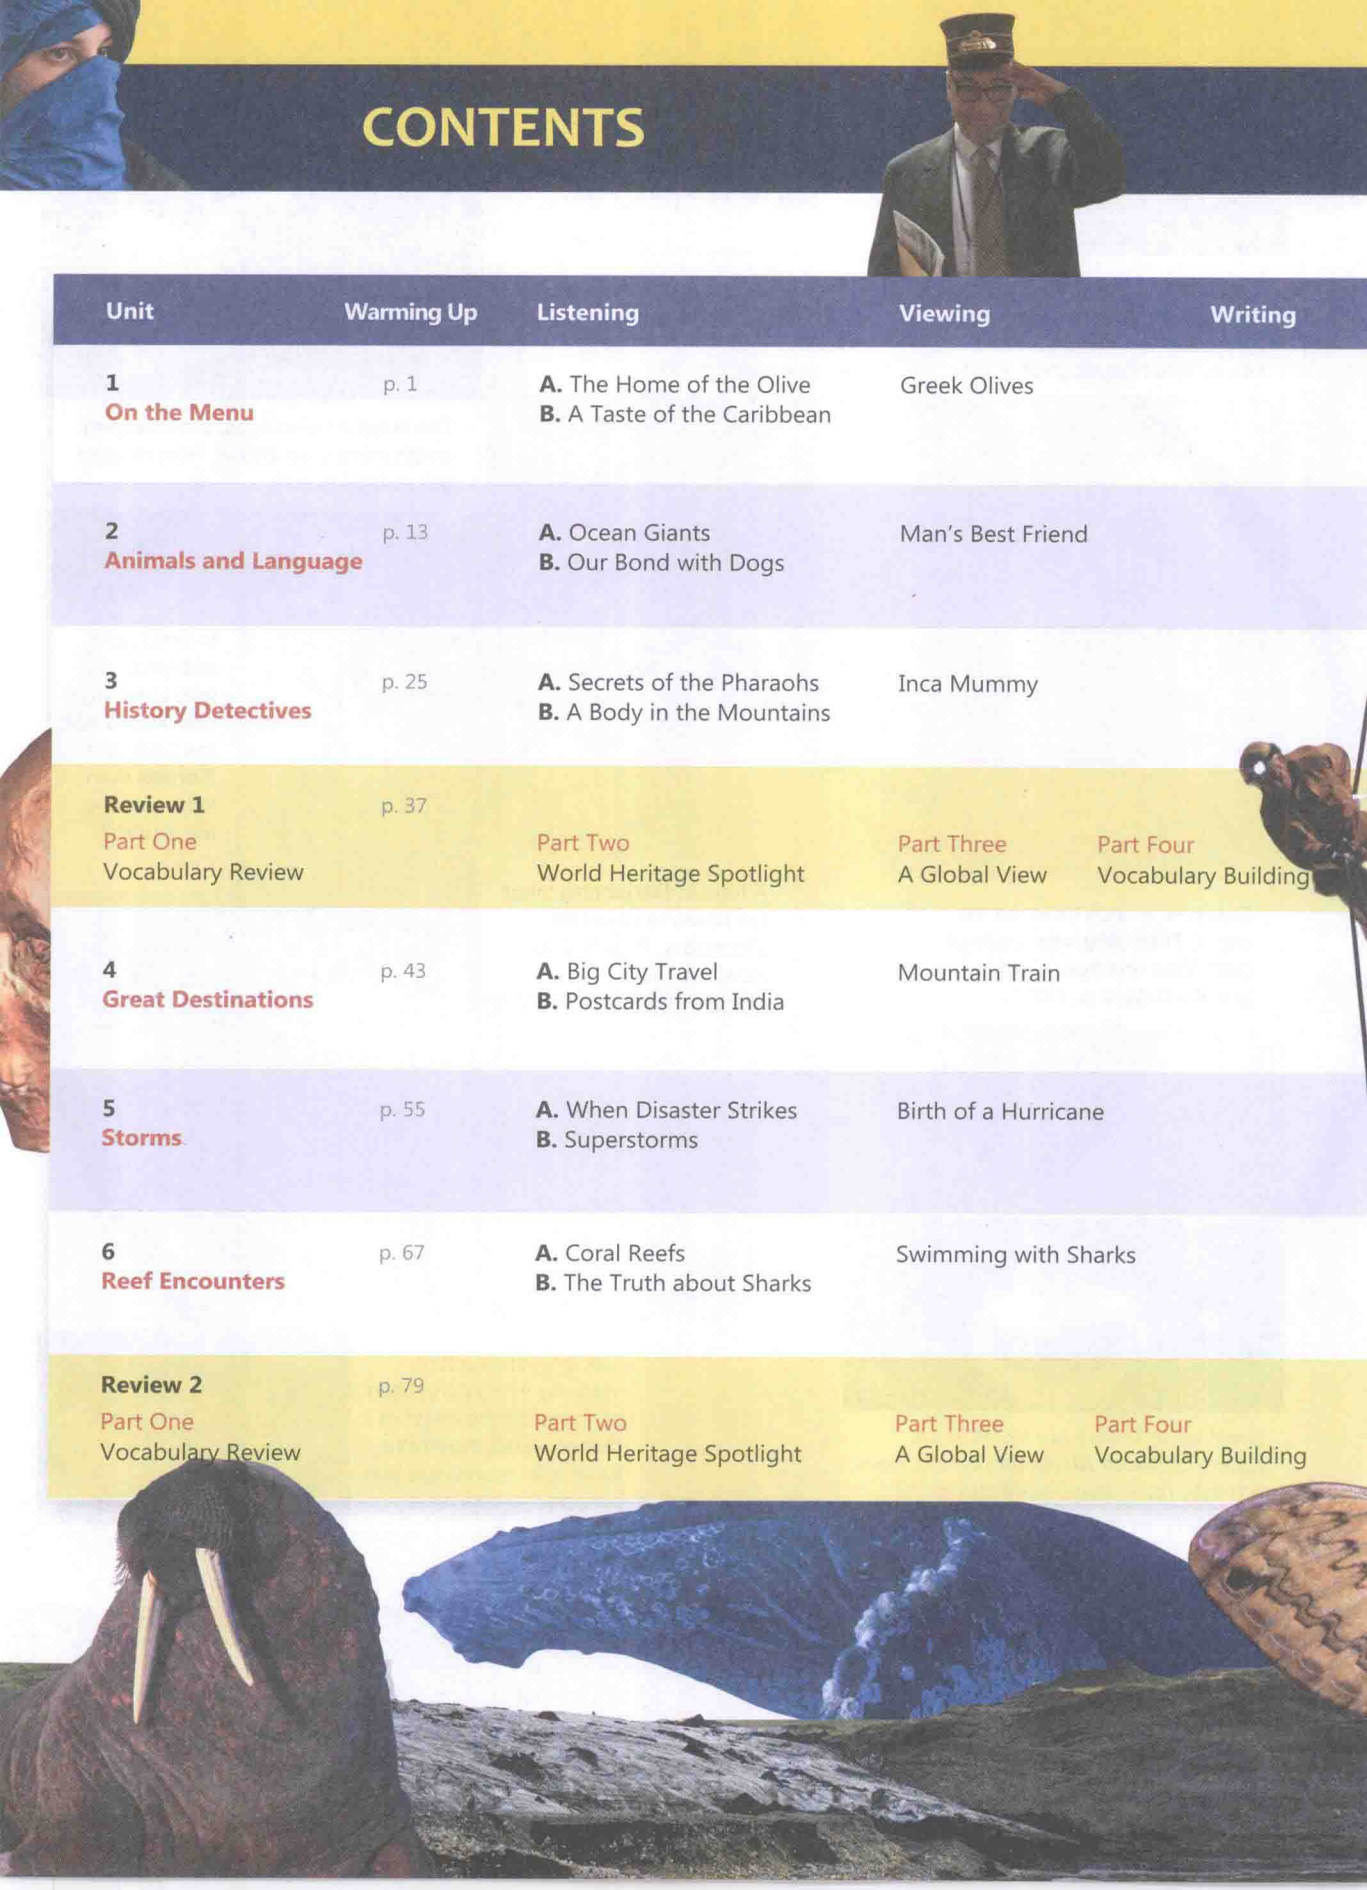 CONTENTS
Unit Warming Up Listening Viewing Writing
1 p. 1 A. The Home of the Olive Greek Olives
On the Menu B. A Taste of the Caribbean
2 p. 13 A. Ocean Giants Man's Best Friend
Animals and Language B. Our Bond with Dogs
3 p. 25 A. Secrets of the Pharaohs Inca Mummy
History Detectives B. A Body in the Mountains
Review 1 p. 37
Part One Part Two Part Three Part Four
Vocabulary Review World Heritage Spotlight A Global View Vocabulary Building
4 p. 43 A. Big City Travel Mountain Train
Great Destinations B. Postcards from India
5 p. 55 A. When Disaster Strikes Birth of a Hurricane
Storms B. Superstorms
6 p. 67 A. Coral Reefs Swimming with Sharks
Reef Encounters B. The Truth about Sharks
Review 2 p. 79
Part One Part Two Part Three Part Four
Vocabulary Review World Heritage Spotlight A Global View Vocabulary Building